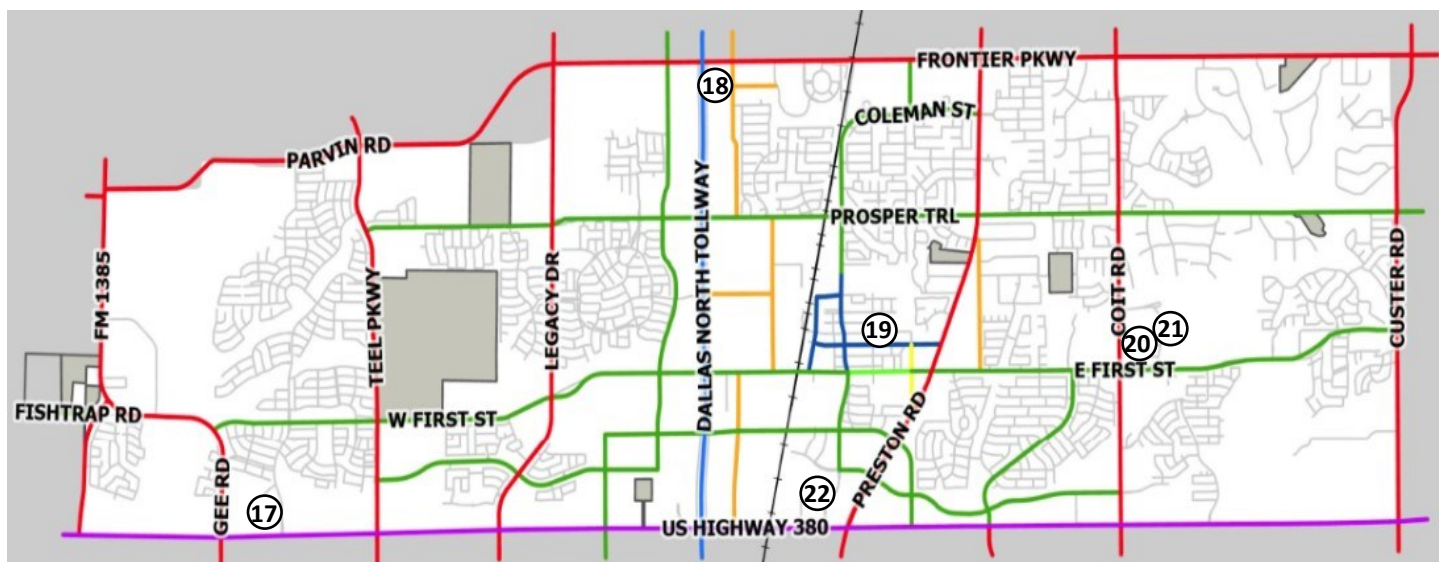 FRONTIER PKWY
18
COLEMAN ST
PARVIN RD
DALLAS NORTH TOLLWAY
PROSPER TRL
FM 1385
TEEL PKWY
LEGACY DR
COIT RD
CUSTER RD
19
21
20
E FIRST ST
FISHTRAP RD
W FIRST ST
PRESTON RD
GEE RD
17
22
US HIGHWAY 380